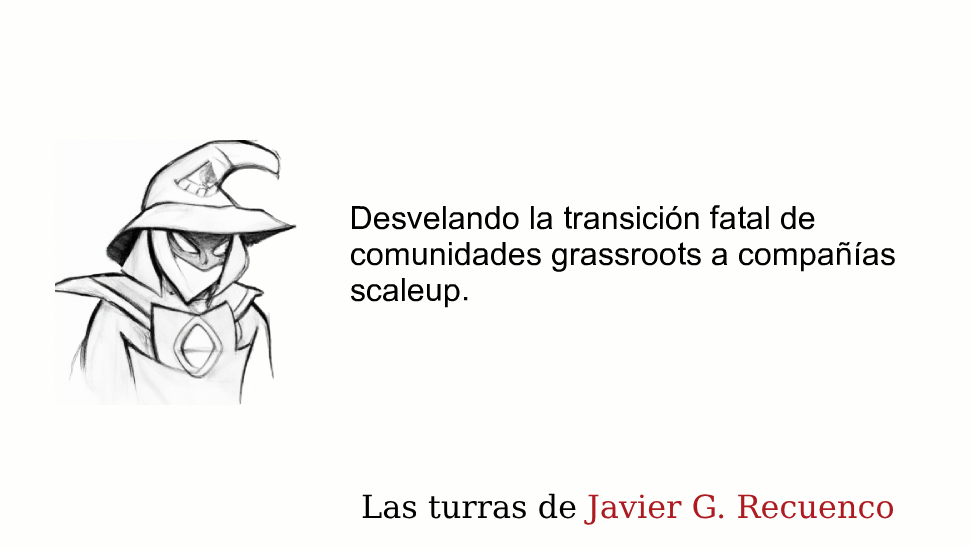 Desvelando la transición fatal de
comunidades grassroots a compañías
scaleup.
Las turras de Javier G. Recuenco